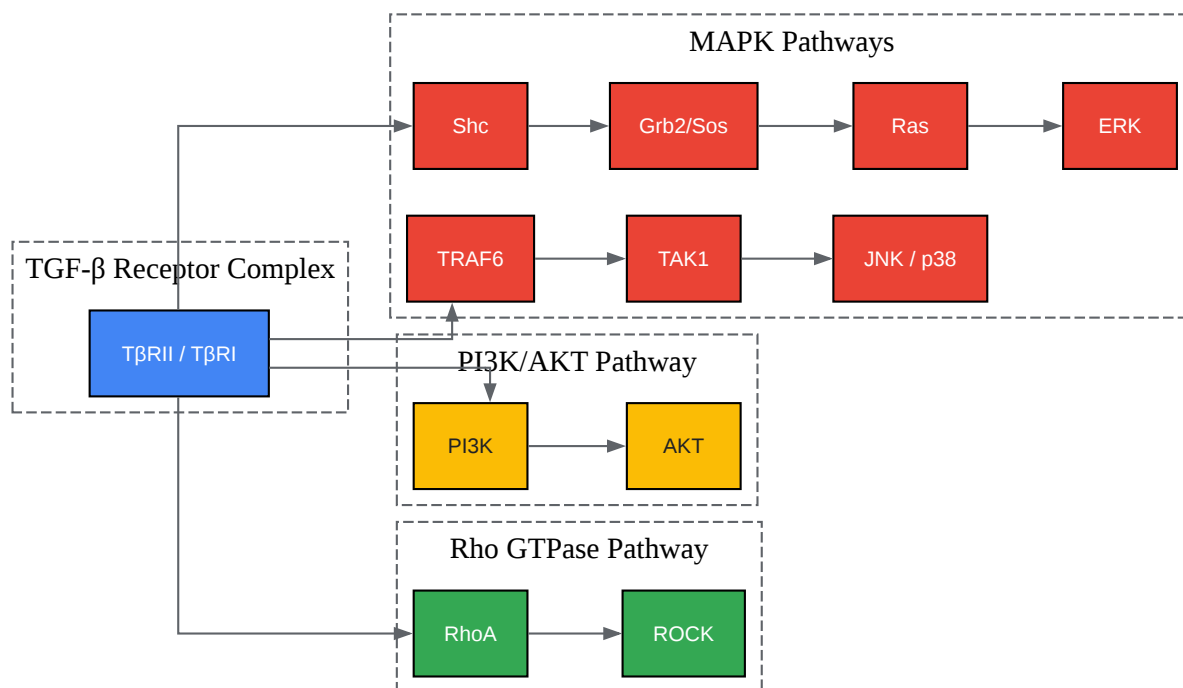 MAPK Pathways
Shc
Grb2/Sos
Ras
ERK
TRAF6
TAK1
JNK / p38
TGF-β Receptor Complex
TβRII / TβRI
PI3K/AKT Pathway
PI3K
AKT
Rho GTPase Pathway
RhoA
ROCK